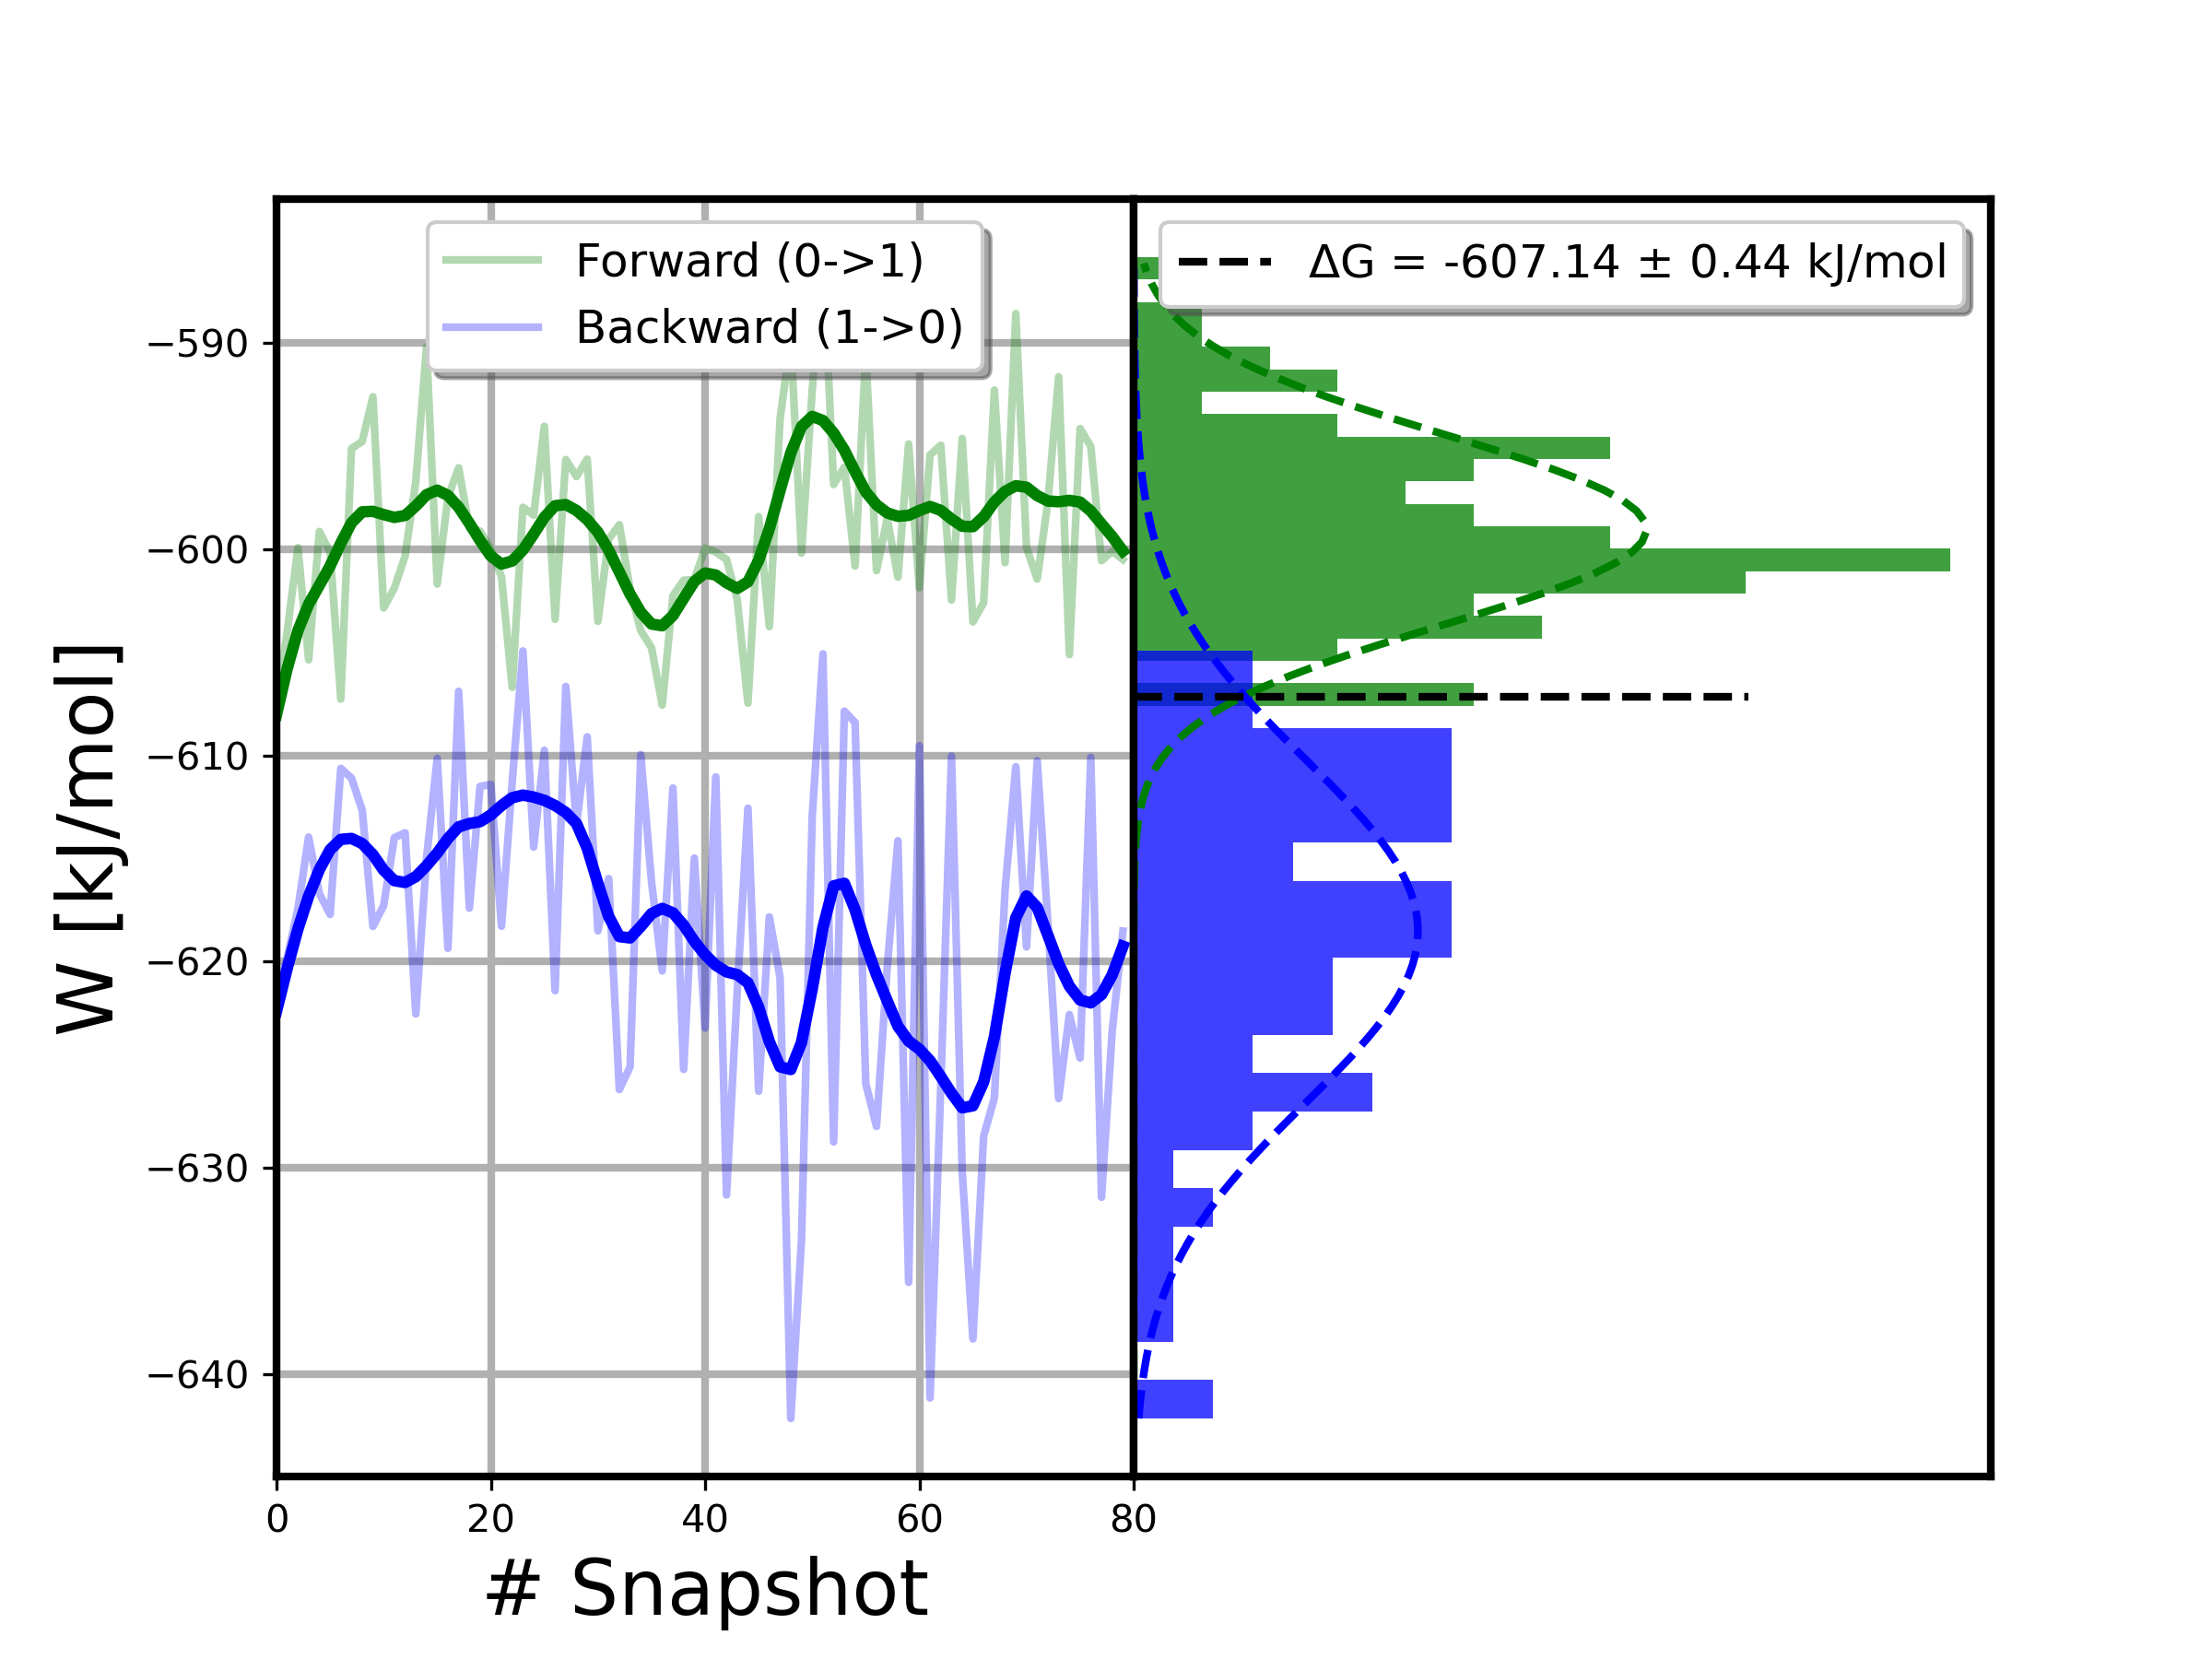 Forward (0->1)
Backward (1->0)
ΔG = -607.14 ± 0.44 kJ/mol
−590
−600
−610
−620
−630
−640
W [kJ/mol]
0 20 40 60 80
# Snapshot